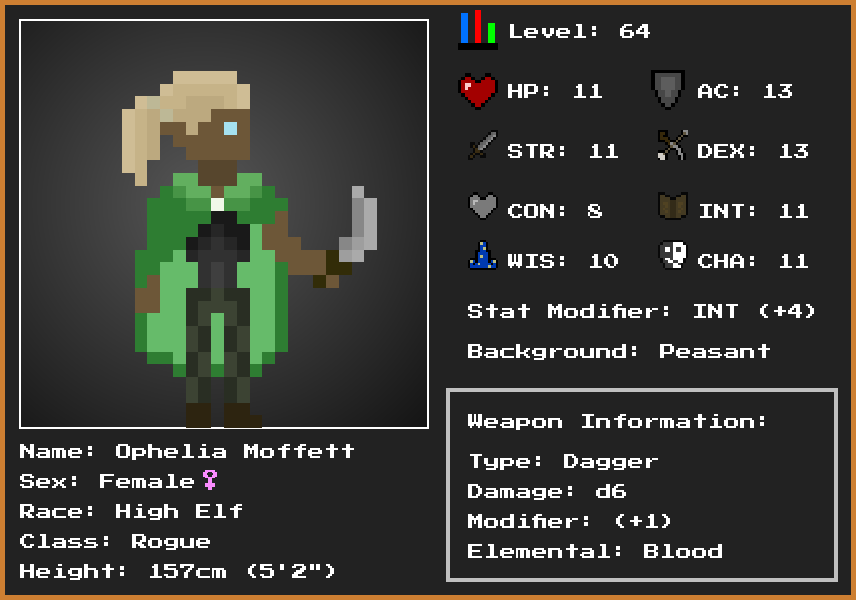 Level: 64
HP: 11
AC: 13
STR: 11
DEX: 13
CON: 8
INT: 11
WIS: 10
CHA: 11
Stat Modifier: INT (+4)
Background: Peasant
Weapon Information:
Type: Dagger
Damage: d6
Modifier: (+1)
Elemental: Blood
Name: Ophelia Moffett
Sex: Female♀
Race: High Elf
Class: Rogue
Height: 157cm (5'2")